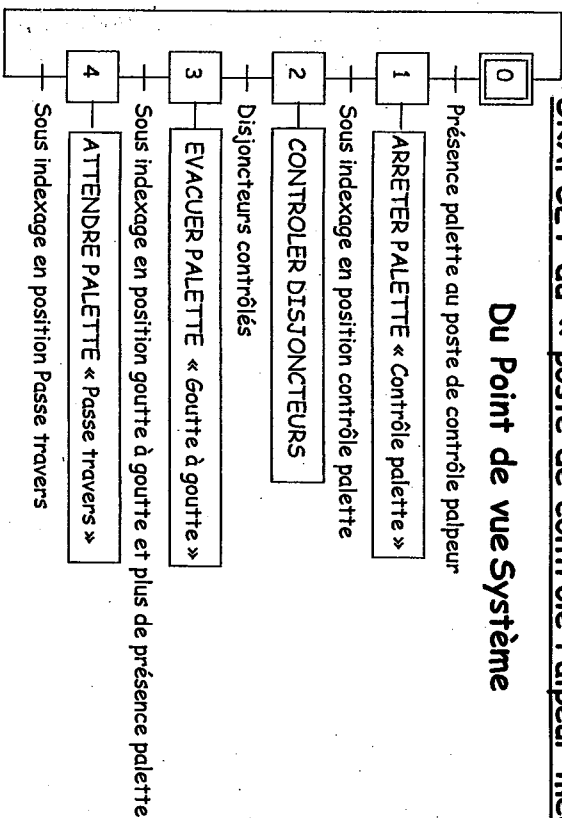 Du Point de vue Système
0
Présence palette au poste de contrôle palpeur
1 ARRETER PALETTE « Contrôle palette »
Sous indexage en position contrôle palette
2 CONTROLER DISJONCTEURS
Disjoncteurs contrôlés
3 EVACUER PALETTE « Goutte à goutte »
Sous indexage en position goutte à goutte et plus de présence palette
4 ATTENDRE PALETTE « Passe travers »
Sous indexage en position Passe travers